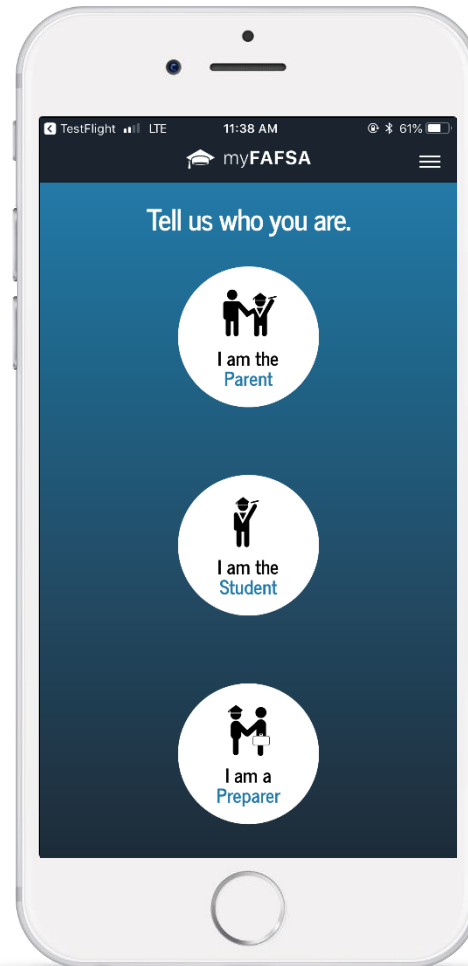 TestFlight LTE 11:38 AM 61%
myFAFSA
Tell us who you are.
I am the
Parent
I am the
Student
I am a
Preparer